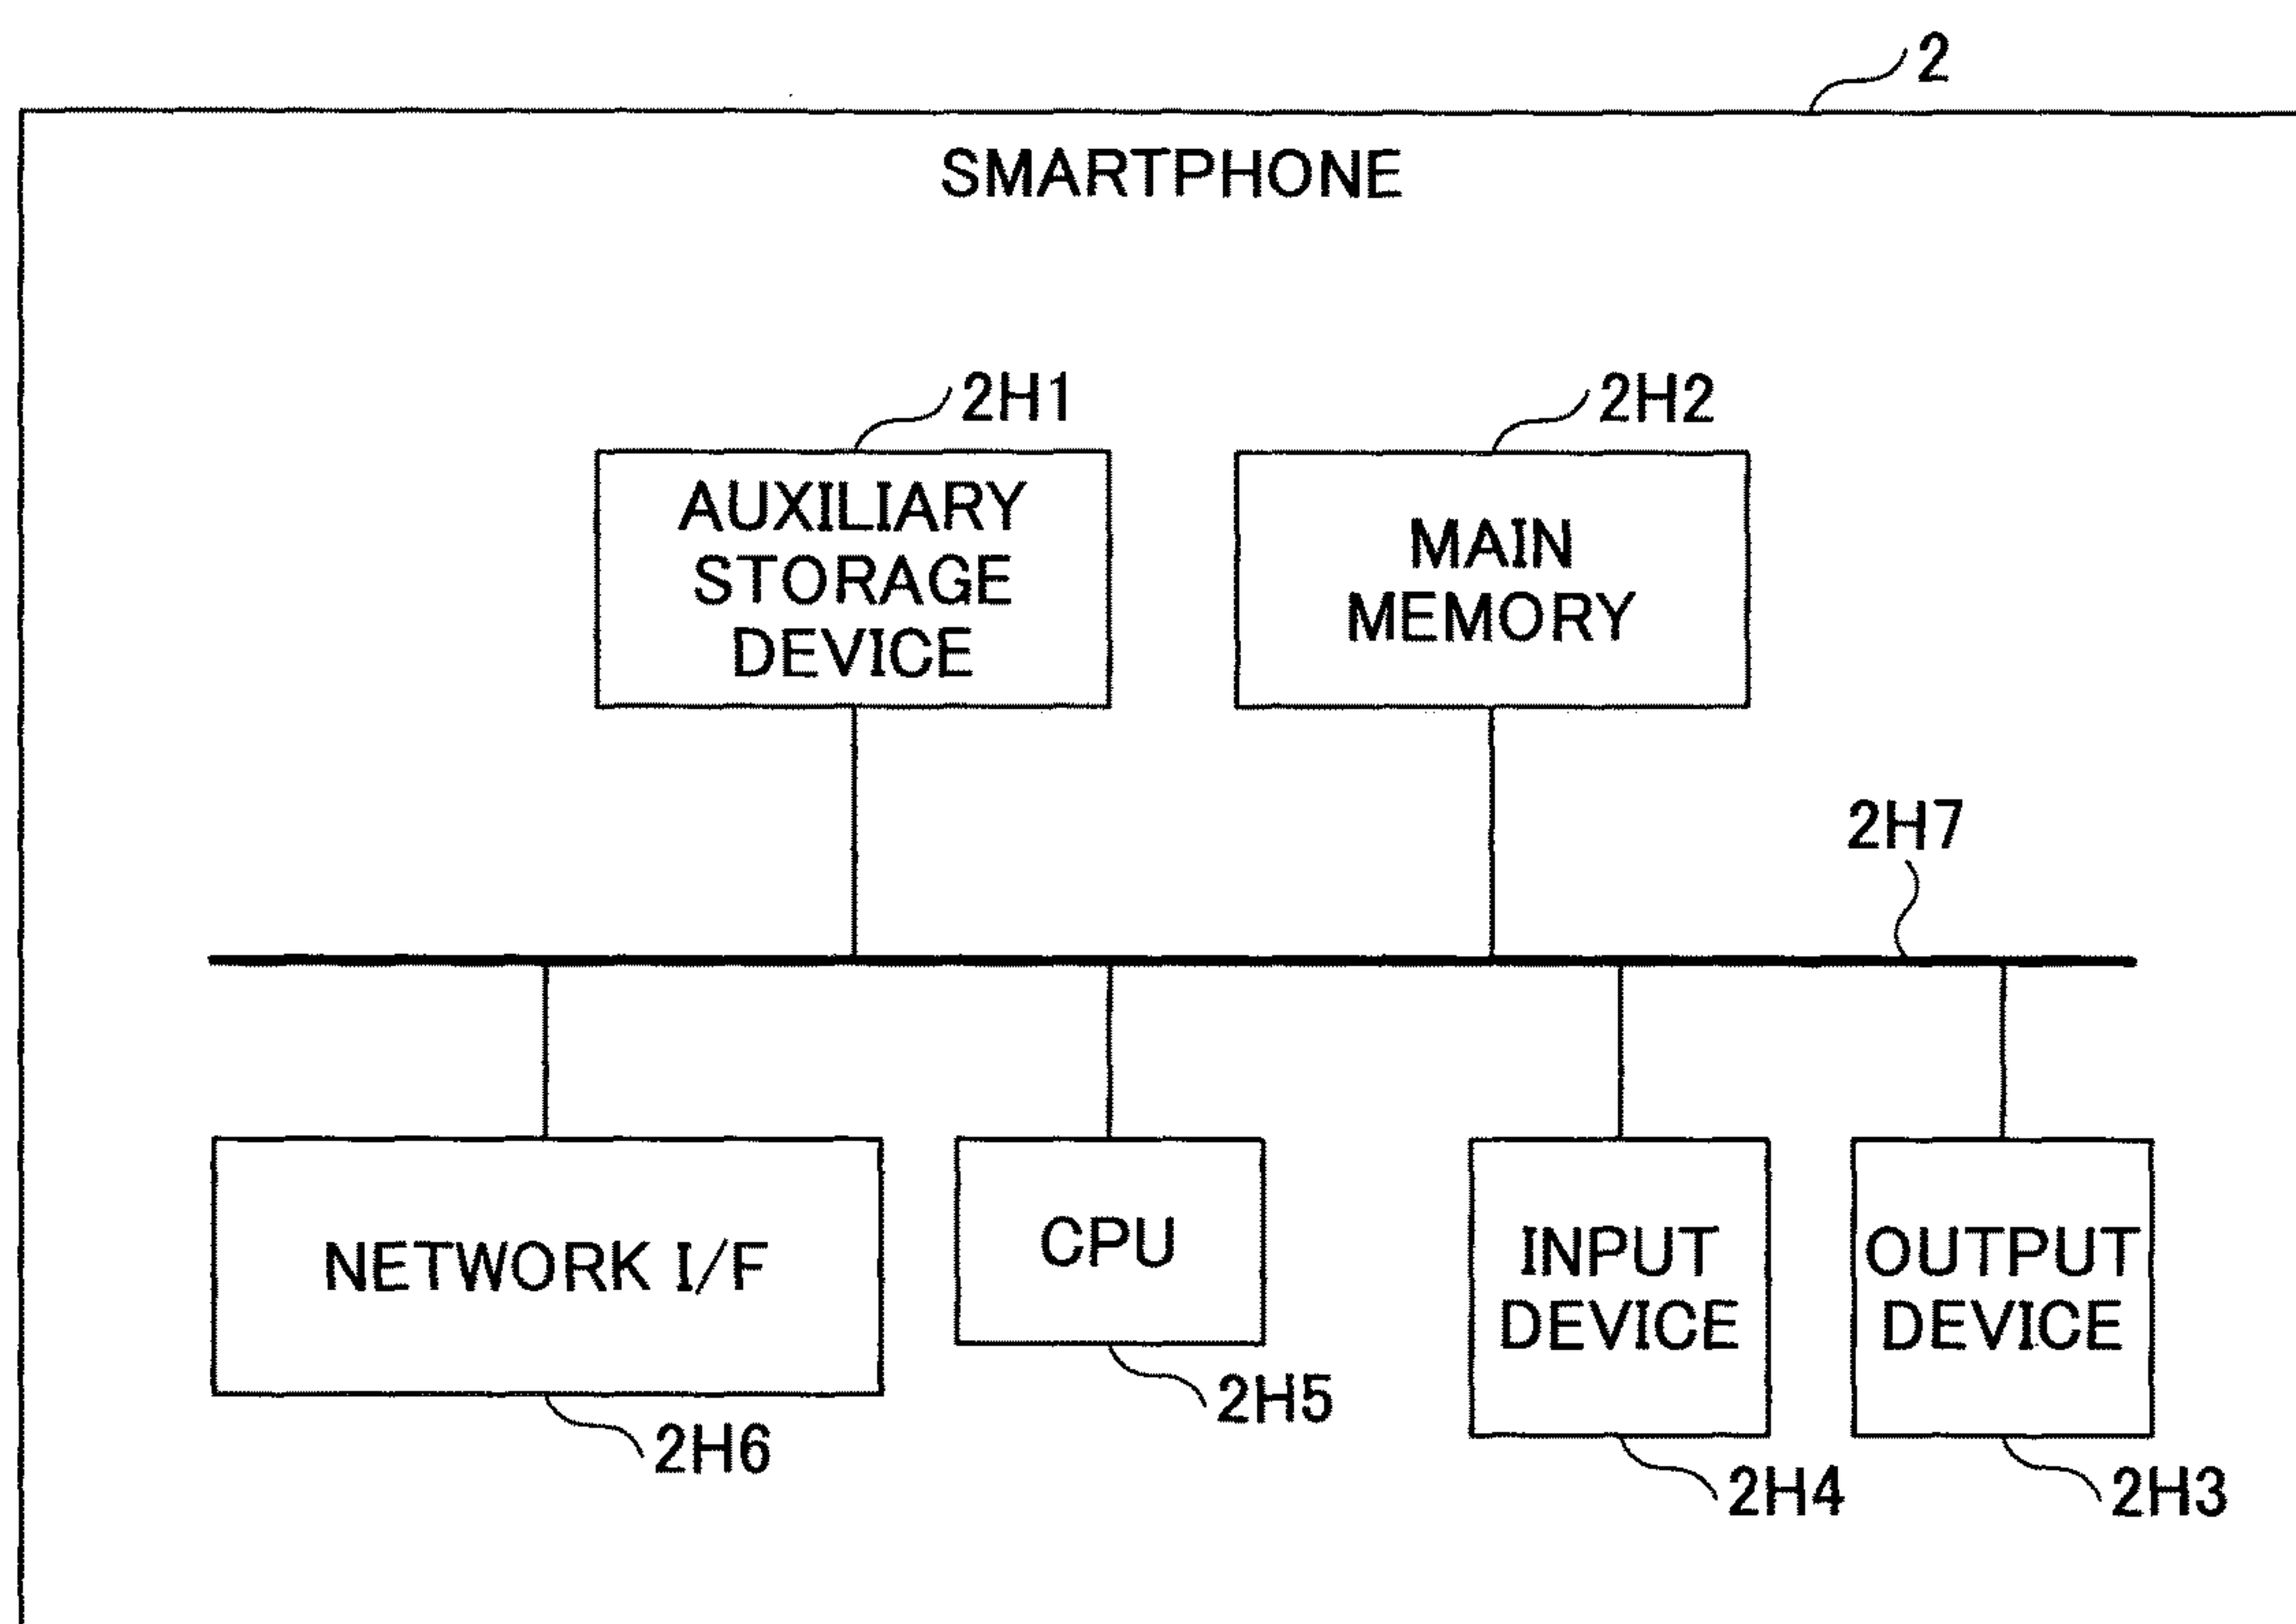 2
SMARTPHONE
2H1
2H2
AUXILIARY
STORAGE
DEVICE
MAIN
MEMORY
2H7
NETWORK I/F
CPU
INPUT
DEVICE
OUTPUT
DEVICE
2H6
2H5
2H4
2H3